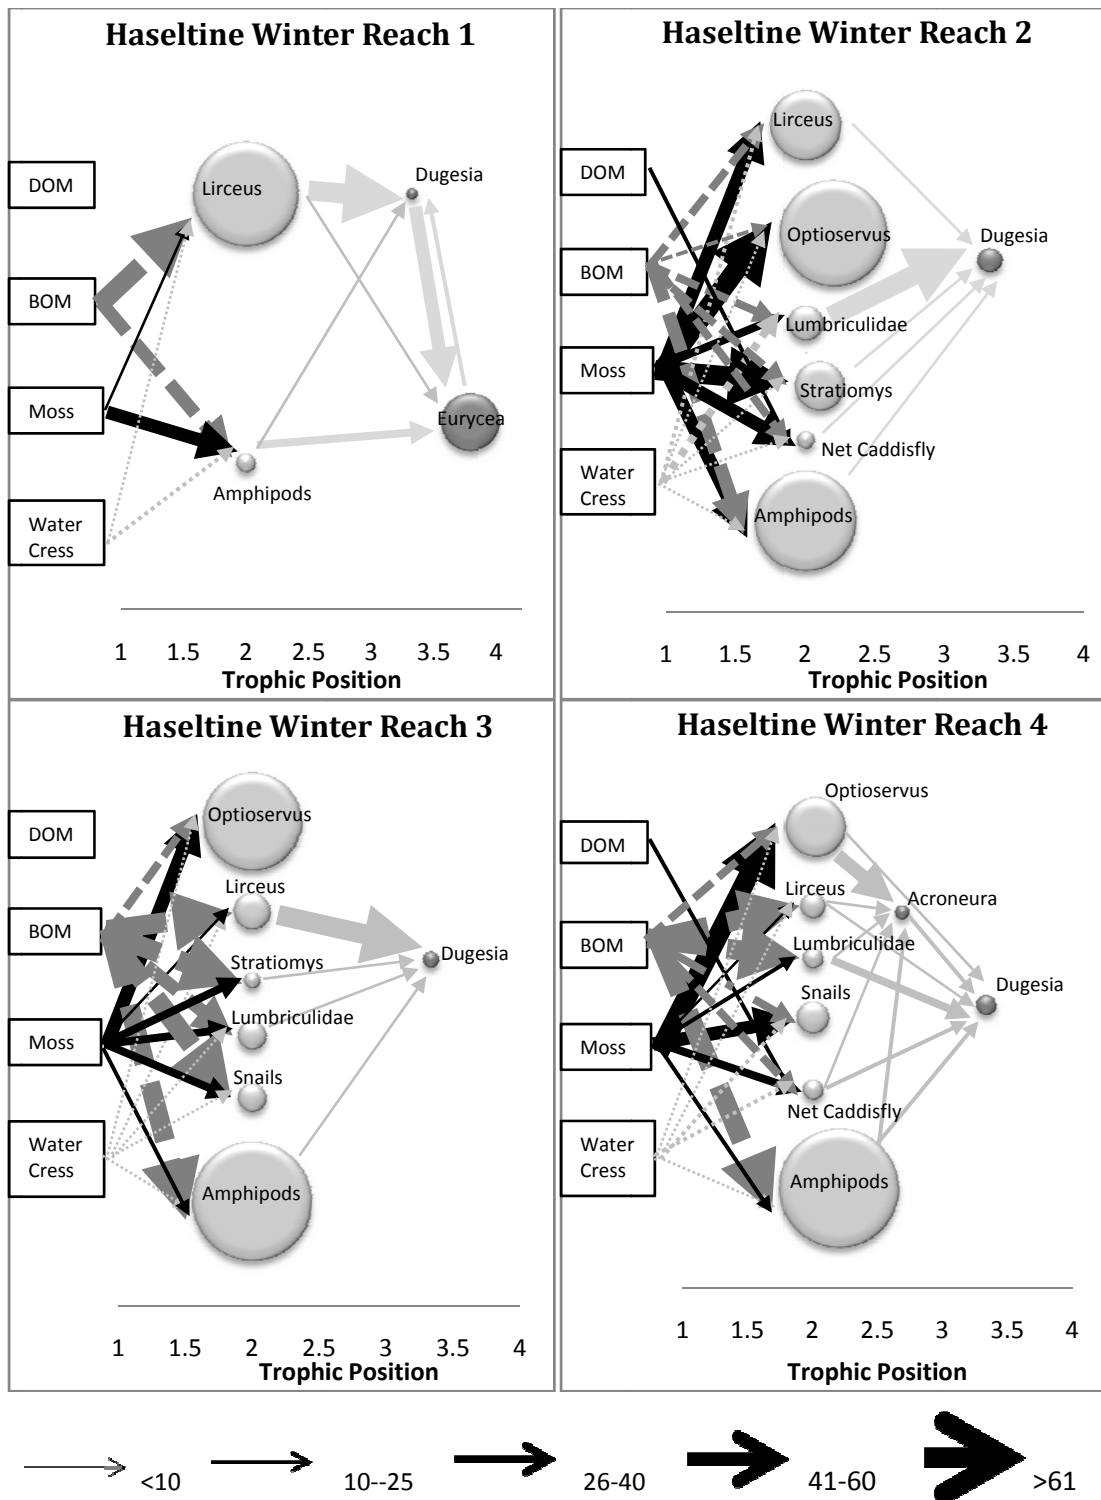 Haseltine Winter Reach 1
DOM
BOM
Moss
Water
Cress
Lirceus
Dugesia
Eurycea
Amphipods
1 1.5 2 2.5 3 3.5 4
Trophic Position
Haseltine Winter Reach 2
DOM
BOM
Moss
Water
Cress
Lirceus
Optioservus
Dugesia
Lumbriculidae
Stratiomys
Net Caddisfly
Amphipods
1 1.5 2 2.5 3 3.5 4
Trophic Position
Haseltine Winter Reach 3
DOM
BOM
Moss
Water
Cress
Optioservus
Lirceus
Stratiomys
Dugesia
Lumbriculidae
Snails
Amphipods
1 1.5 2 2.5 3 3.5 4
Trophic Position
Haseltine Winter Reach 4
DOM
BOM
Moss
Water
Cress
Optioservus
Lirceus
Acroneura
Lumbriculidae
Snails
Dugesia
Net Caddisfly
Amphipods
1 1.5 2 2.5 3 3.5 4
Trophic Position
<10 10--25 26-40 41-60 >61